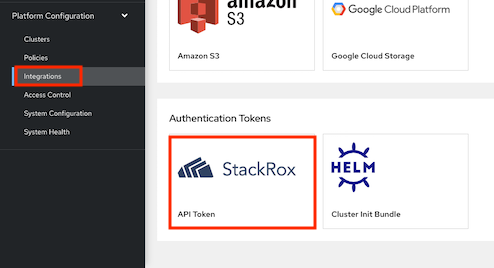 Platform Configuration
Clusters
Policies
Integrations
Access Control
System Configuration
System Health
amazon
S3
Google Cloud Platform
Amazon S3
Google Cloud Storage
Authentication Tokens
StackRox
HELM
API Token
Cluster Init Bundle